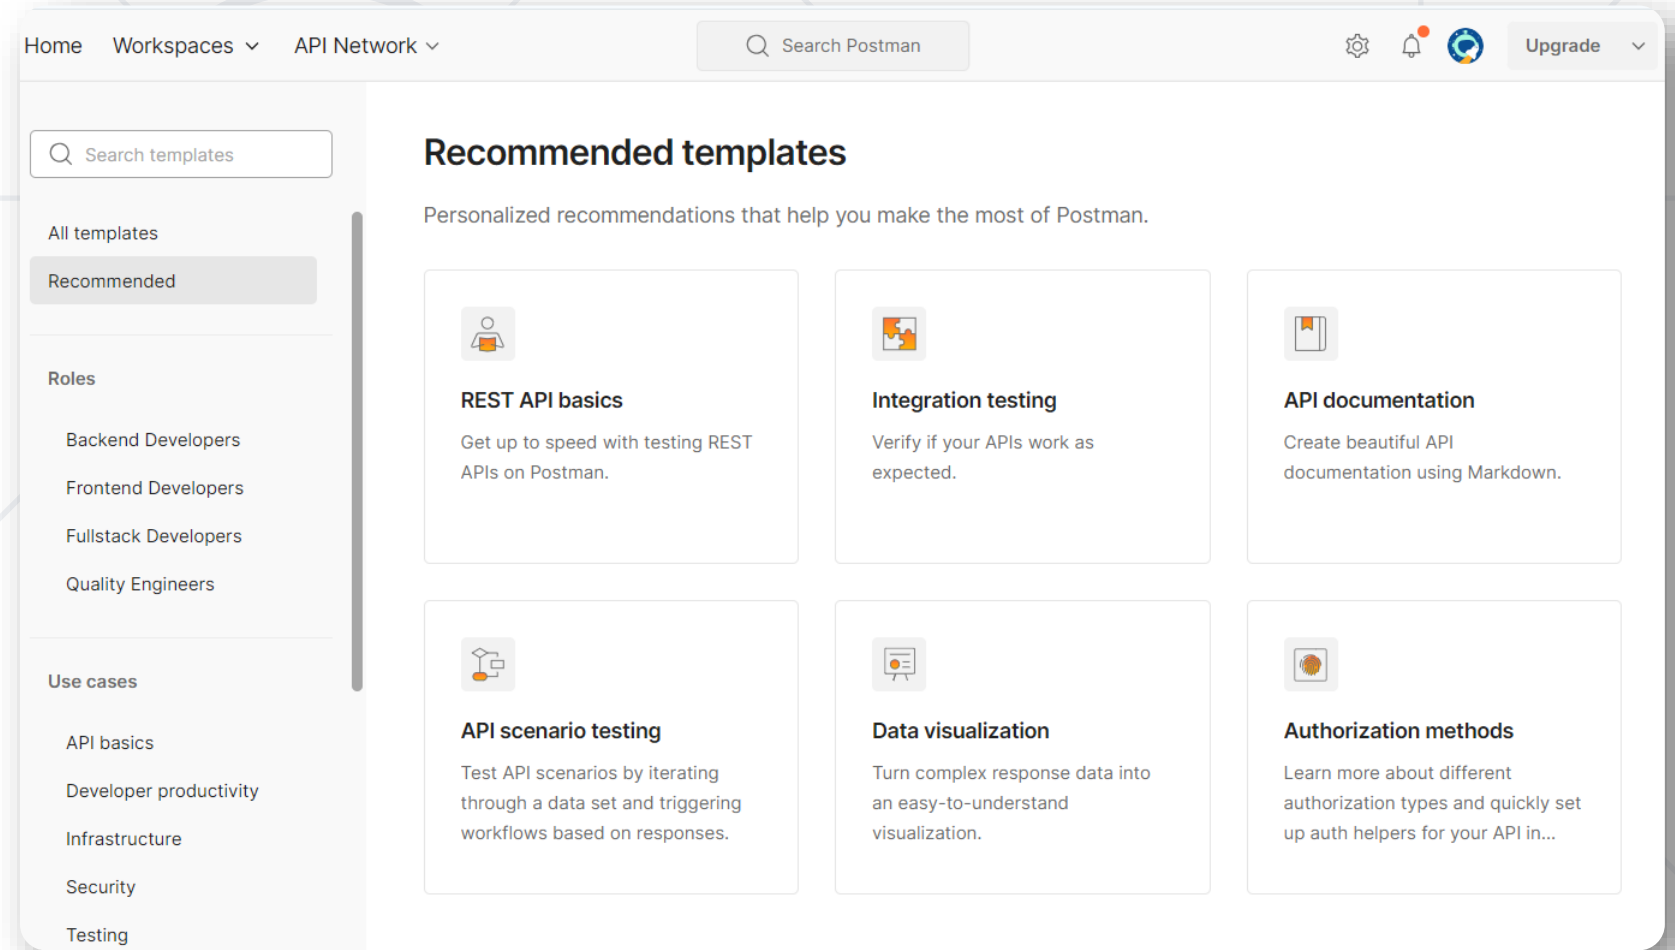 Home
Workspaces
API Network
Search Postman
Upgrade
Search templates
All templates
Recommended
Roles
Backend Developers
Frontend Developers
Fullstack Developers
Quality Engineers
Use cases
API basics
Developer productivity
Infrastructure
Security
Testing
Recommended templates
Personalized recommendations that help you make the most of Postman.
REST API basics
Get up to speed with testing REST
APIs on Postman.
Integration testing
Verify if your APIs work as
expected.
API documentation
Create beautiful API
documentation using Markdown.
API scenario testing
Test API scenarios by iterating
through a data set and triggering
workflows based on responses.
Data visualization
Turn complex response data into
an easy-to-understand
visualization.
Authorization methods
Learn more about different
authorization types and quickly set
up auth helpers for your API in...